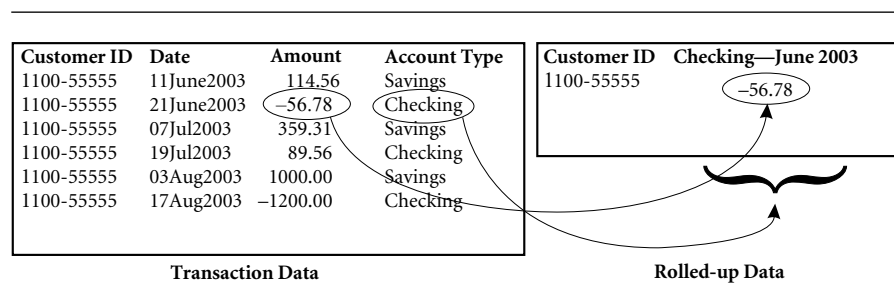 Customer ID Date Amount Account Type
1100-55555 11June2003 114.56 Savings
1100-55555 21June2003 –56.78 Checking
1100-55555 07Jul2003 359.31 Savings
1100-55555 19Jul2003 89.56 Checking
1100-55555 03Aug2003 1000.00 Savings
1100-55555 17Aug2003 –1200.00 Checking
Transaction Data
Customer ID Checking—June 2003
1100-55555
–56.78
Rolled-up Data